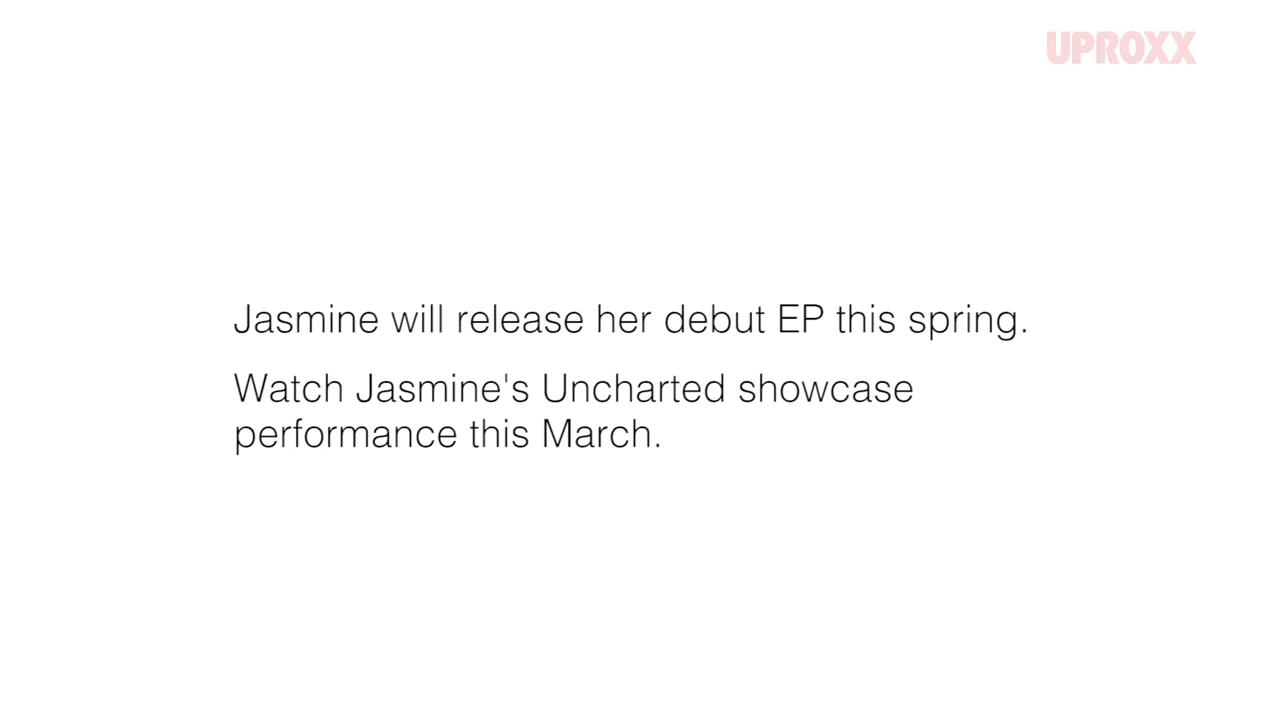 UPROXX
Jasmine will release her debut EP this spring.
Watch Jasmine's Uncharted showcase
performance this March.